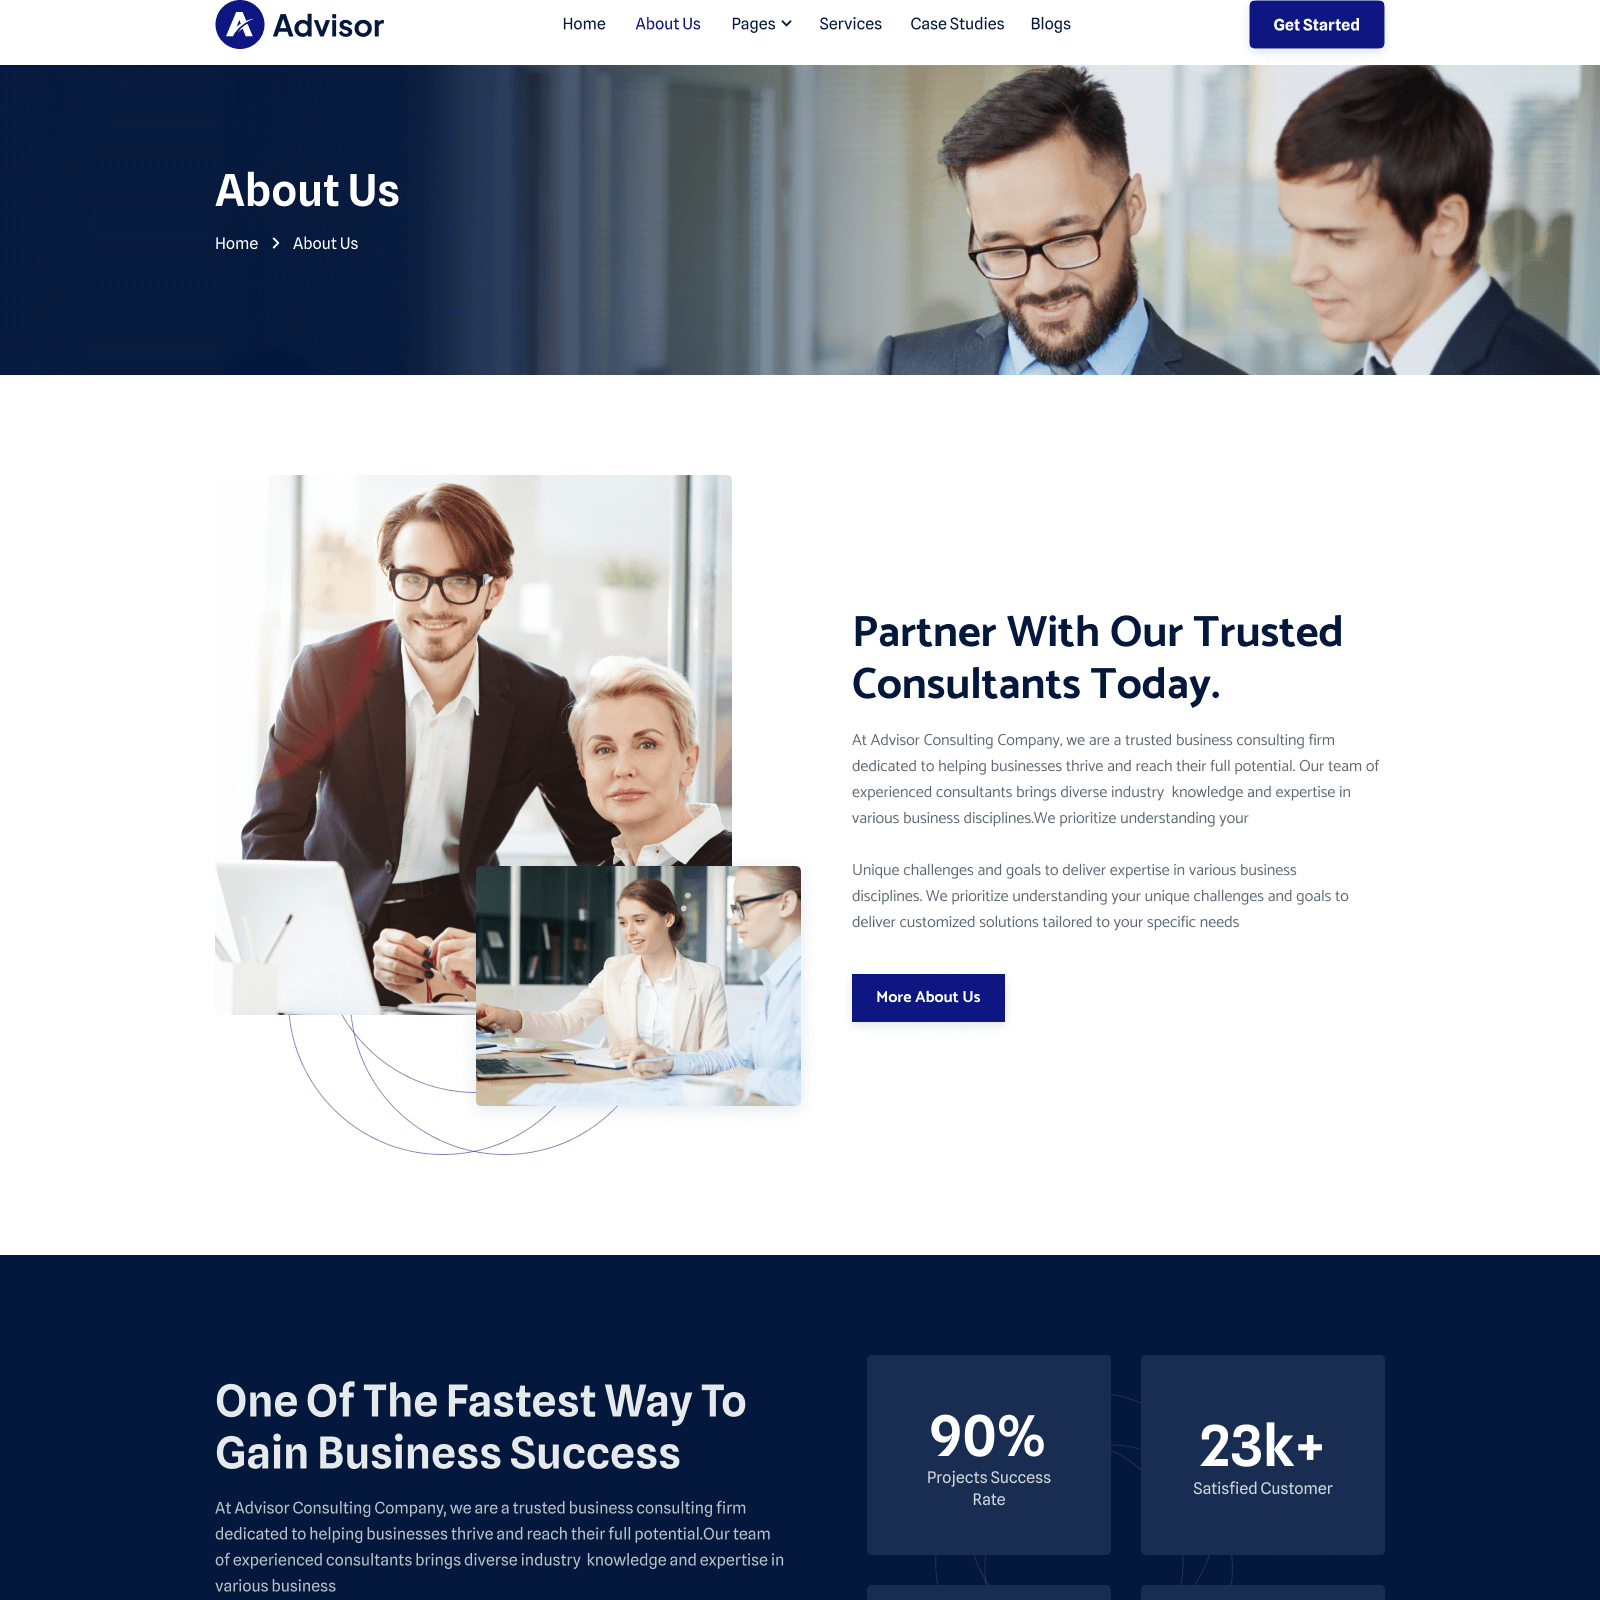 Advisor
Home About Us Pages Services Case Studies Blogs
Get Started
About Us
Home About Us
Partner With Our Trusted
Consultants Today.
At Advisor Consulting Company, we are a trusted business consulting firm
dedicated to helping businesses thrive and reach their full potential. Our team of
experienced consultants brings diverse industry knowledge and expertise in
various business disciplines.We prioritize understanding your
Unique challenges and goals to deliver expertise in various business
disciplines. We prioritize understanding your unique challenges and goals to
deliver customized solutions tailored to your specific needs
More About Us
One Of The Fastest Way To
Gain Business Success
At Advisor Consulting Company, we are a trusted business consulting firm
dedicated to helping businesses thrive and reach their full potential.Our team
of experienced consultants brings diverse industry knowledge and expertise in
various business
90%
Projects Success
Rate
23k+
Satisfied Customer